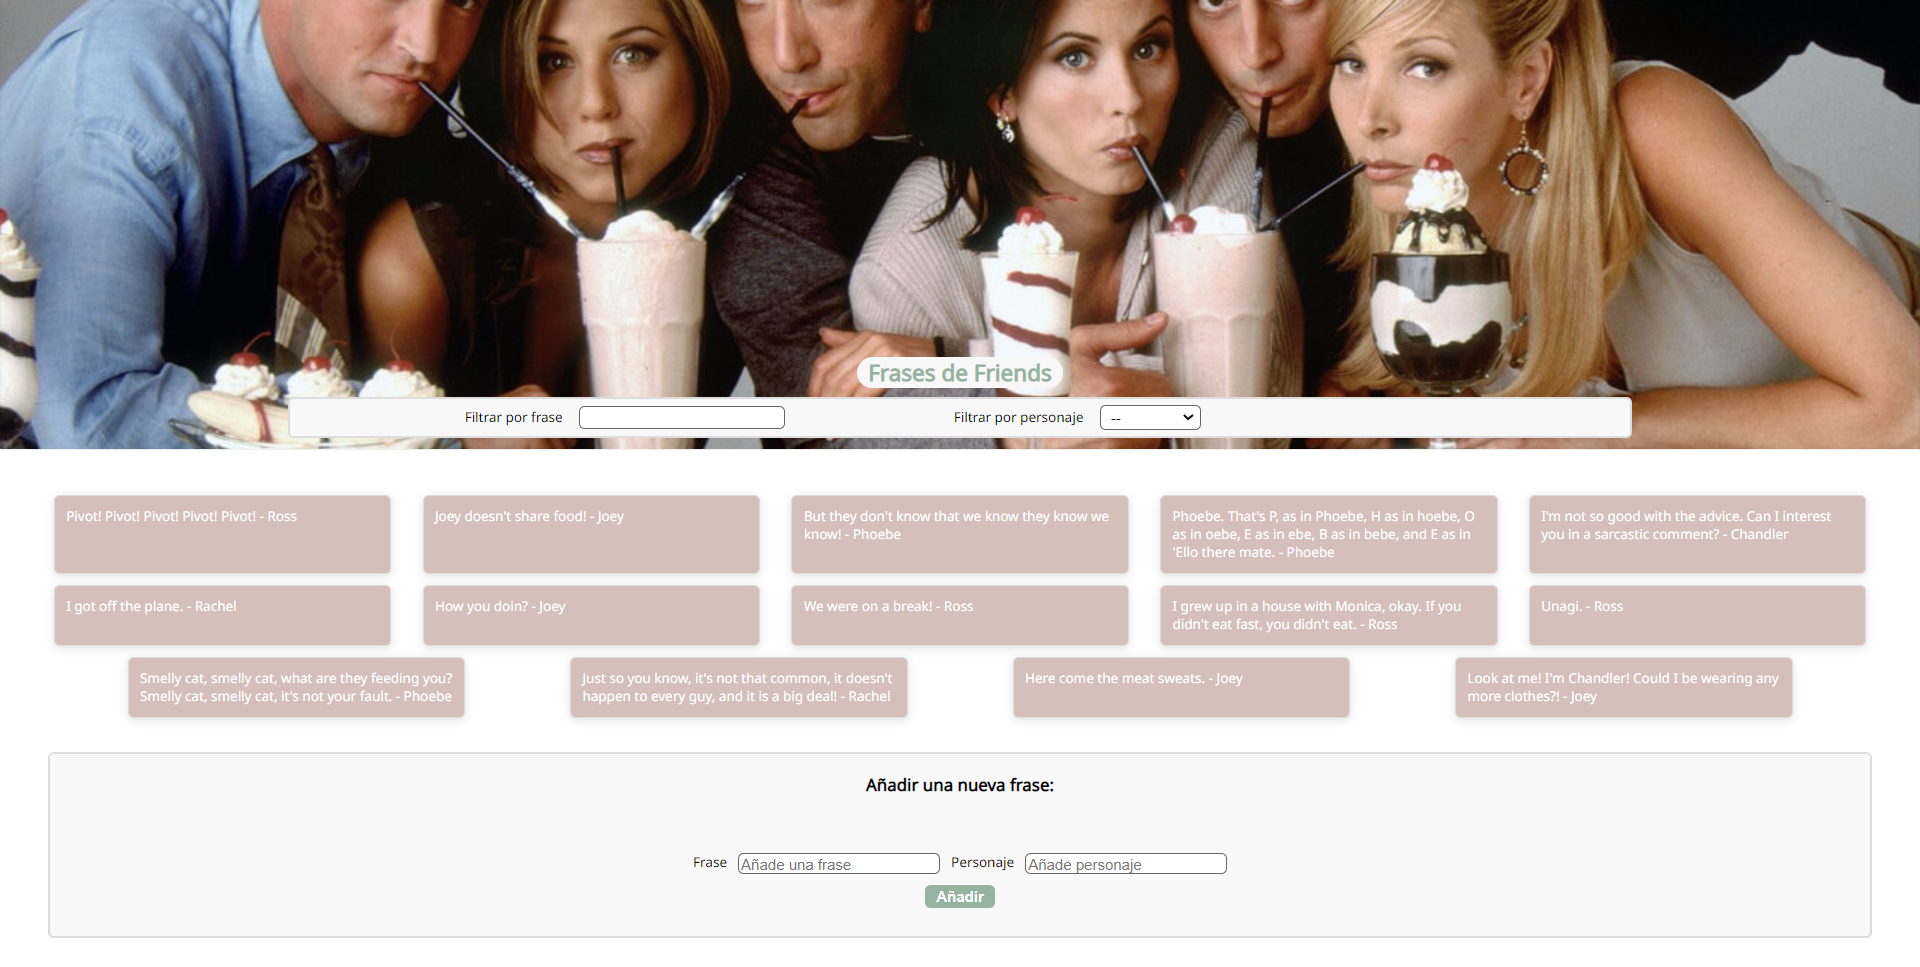 Frases de Friends
Filtrar por frase
Filtrar por personaje
--
Pivot! Pivot! Pivot! Pivot! Pivot! - Ross
Joey doesn't share food! - Joey
But they don't know that we know they know we
know! - Phoebe
Phoebe. That's P, as in Phoebe, H as in hoebe, O
as in oebe, E as in ebe, B as in bebe, and E as in
'Ello there mate. - Phoebe
I'm not so good with the advice. Can I interest
you in a sarcastic comment? - Chandler
I got off the plane. - Rachel
How you doin? - Joey
We were on a break! - Ross
I grew up in a house with Monica, okay. If you
didn't eat fast, you didn't eat. - Ross
Unagi. - Ross
Smelly cat, smelly cat, what are they feeding you?
Smelly cat, smelly cat, it's not your fault. - Phoebe
Just so you know, it's not that common, it doesn't
happen to every guy, and it is a big deal! - Rachel
Here come the meat sweats. - Joey
Look at me! I'm Chandler! Could I be wearing any
more clothes?! - Joey
Añadir una nueva frase:
Frase
Añade una frase
Personaje
Añade personaje
Añadir